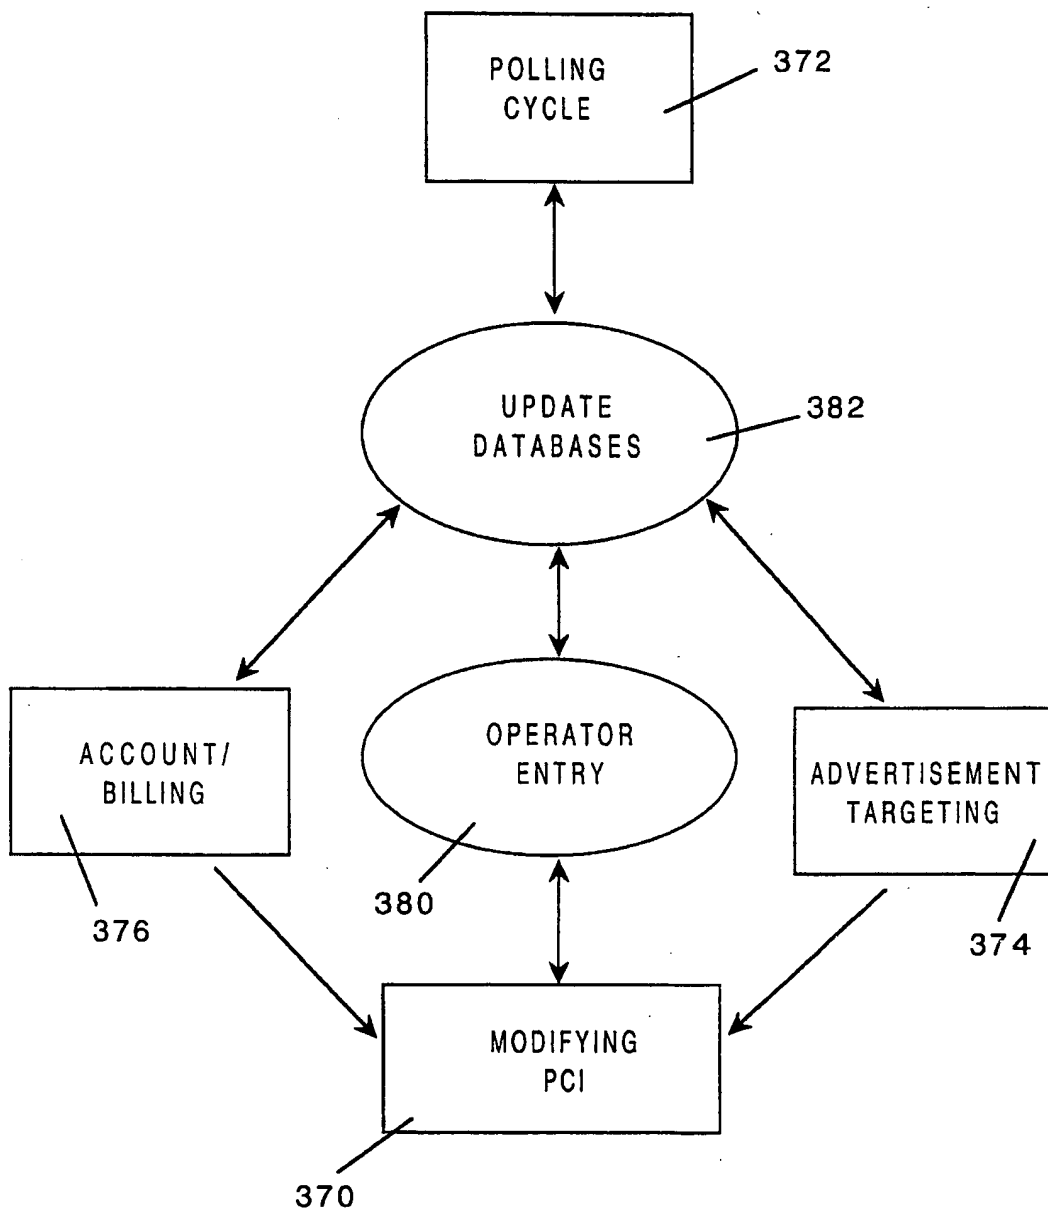 POLLING
CYCLE
372
UPDATE
DATABASES
382
ACCOUNT/
BILLING
376
OPERATOR
ENTRY
380
ADVERTISEMENT
TARGETING
374
MODIFYING
PCI
370